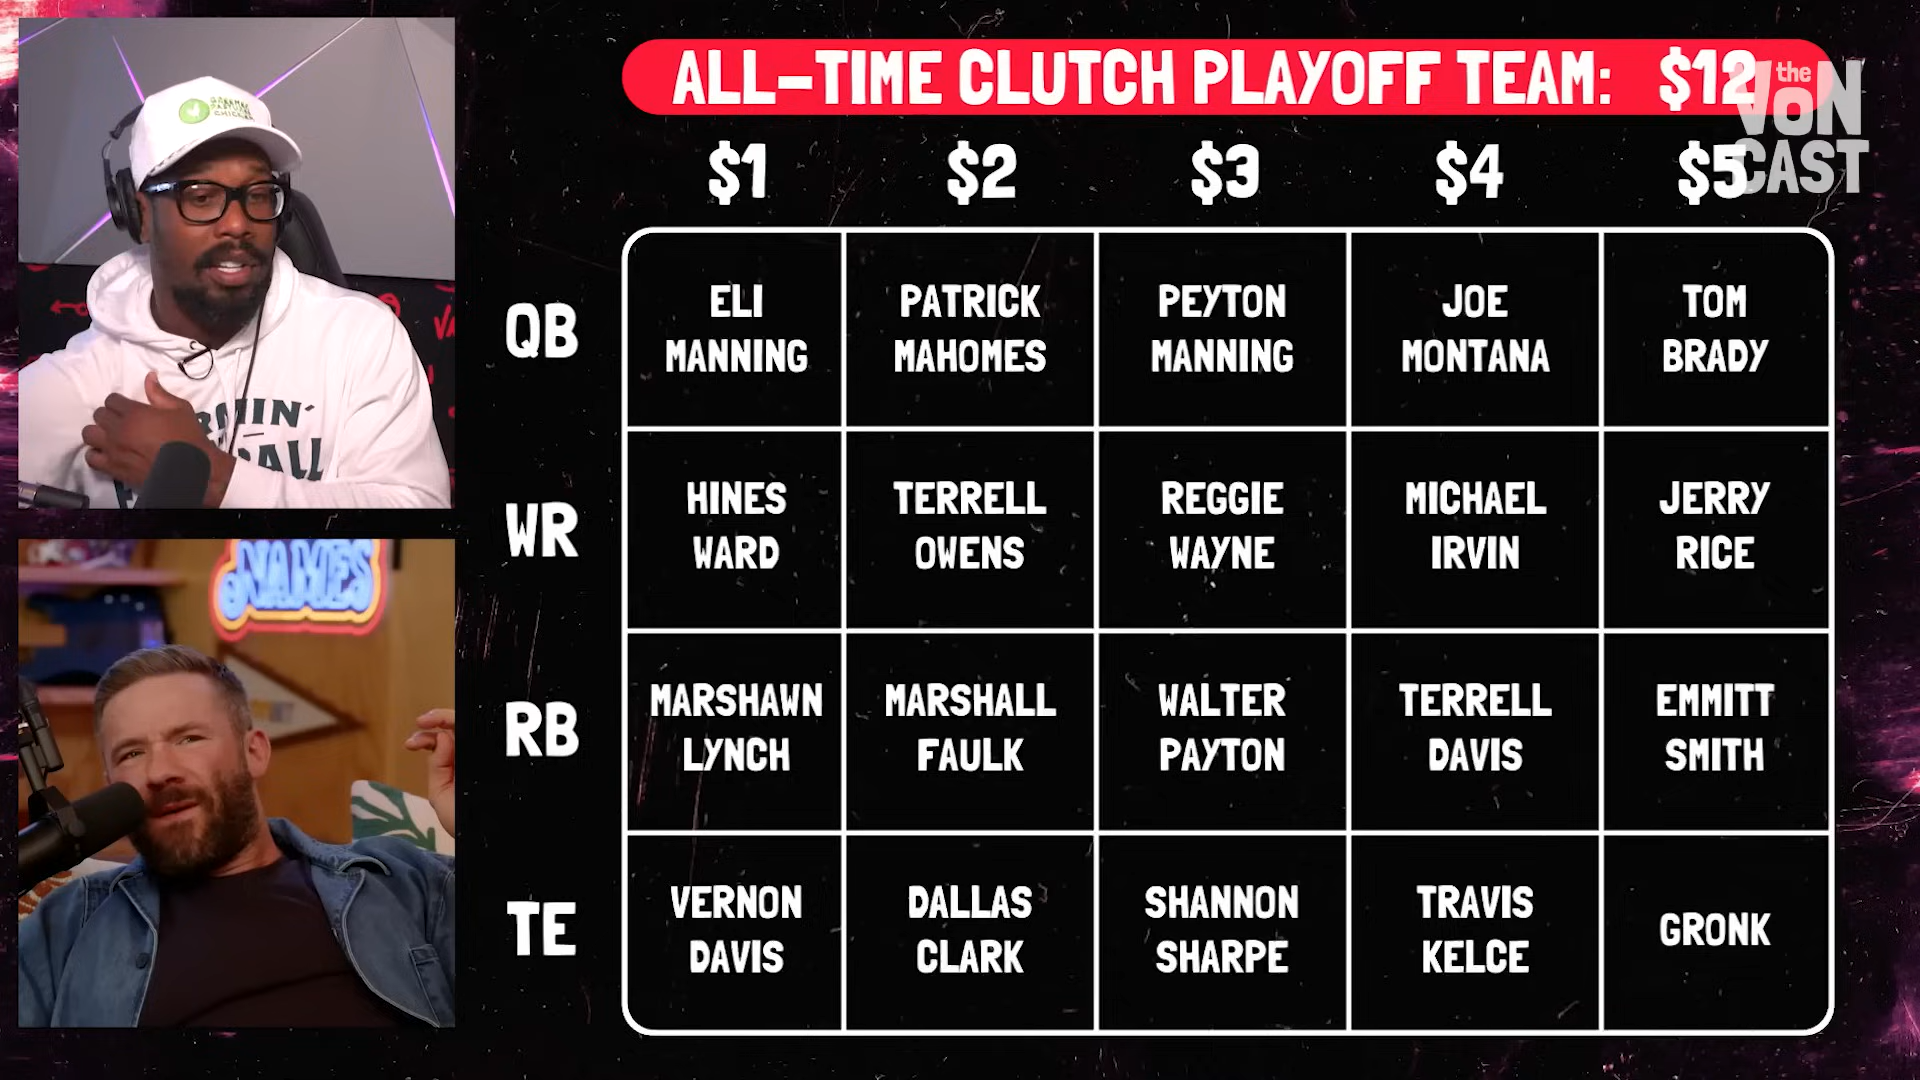 ALL-TIME CLUTCH PLAYOFF TEAM: $12
the
VON
CAST
$1 $2 $3 $4 $5
QB
ELI
MANNING
PATRICK
MAHOMES
PEYTON
MANNING
JOE
MONTANA
TOM
BRADY
WR
HINES
WARD
TERRELL
OWENS
REGGIE
WAYNE
MICHAEL
IRVIN
JERRY
RICE
RB
MARSHAWN
LYNCH
MARSHALL
FAULK
WALTER
PAYTON
TERRELL
DAVIS
EMMITT
SMITH
TE
VERNON
DAVIS
DALLAS
CLARK
SHANNON
SHARPE
TRAVIS
KELCE
GRONK
NAMES